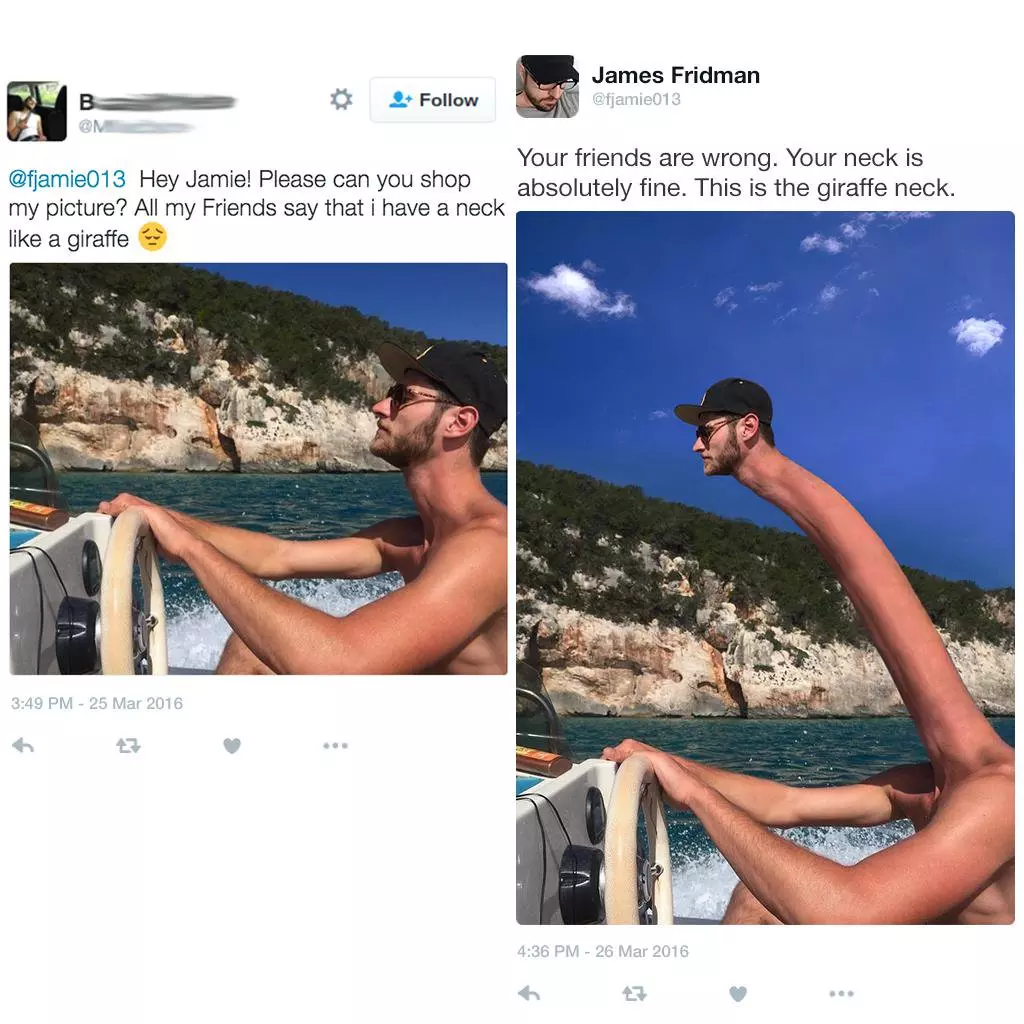 B
@M
Follow
@fjamie013 Hey Jamie! Please can you shop
my picture? All my Friends say that i have a neck
like a giraffe 😔
3:49 PM - 25 Mar 2016
James Fridman
@fjamie013
Your friends are wrong. Your neck is
absolutely fine. This is the giraffe neck.
4:36 PM - 26 Mar 2016